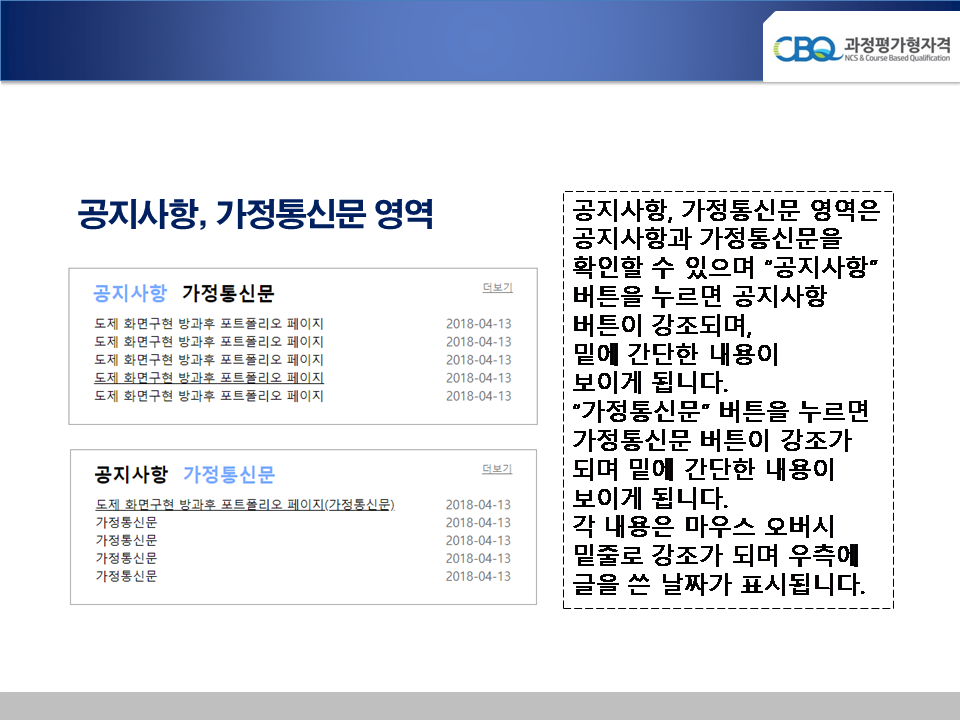 CBQ 과정평가형자격
NCS & Course Based Qualification
공지사항, 가정통신문 영역
공지사항 가정통신문 더보기
도제 화면구현 방과후 포트폴리오 페이지 2018-04-13
도제 화면구현 방과후 포트폴리오 페이지 2018-04-13
도제 화면구현 방과후 포트폴리오 페이지 2018-04-13
도제 화면구현 방과후 포트폴리오 페이지 2018-04-13
도제 화면구현 방과후 포트폴리오 페이지 2018-04-13
공지사항 가정통신문 더보기
도제 화면구현 방과후 포트폴리오 페이지(가정통신문) 2018-04-13
가정통신문 2018-04-13
가정통신문 2018-04-13
가정통신문 2018-04-13
가정통신문 2018-04-13
공지사항, 가정통신문 영역은
공지사항과 가정통신문을
확인할 수 있으며 “공지사항”
버튼을 누르면 공지사항
버튼이 강조되며,
밑에 간단한 내용이
보이게 됩니다.
“가정통신문” 버튼을 누르면
가정통신문 버튼이 강조가
되며 밑에 간단한 내용이
보이게 됩니다.
각 내용은 마우스 오버시
밑줄로 강조가 되며 우측에
글을 쓴 날짜가 표시됩니다.